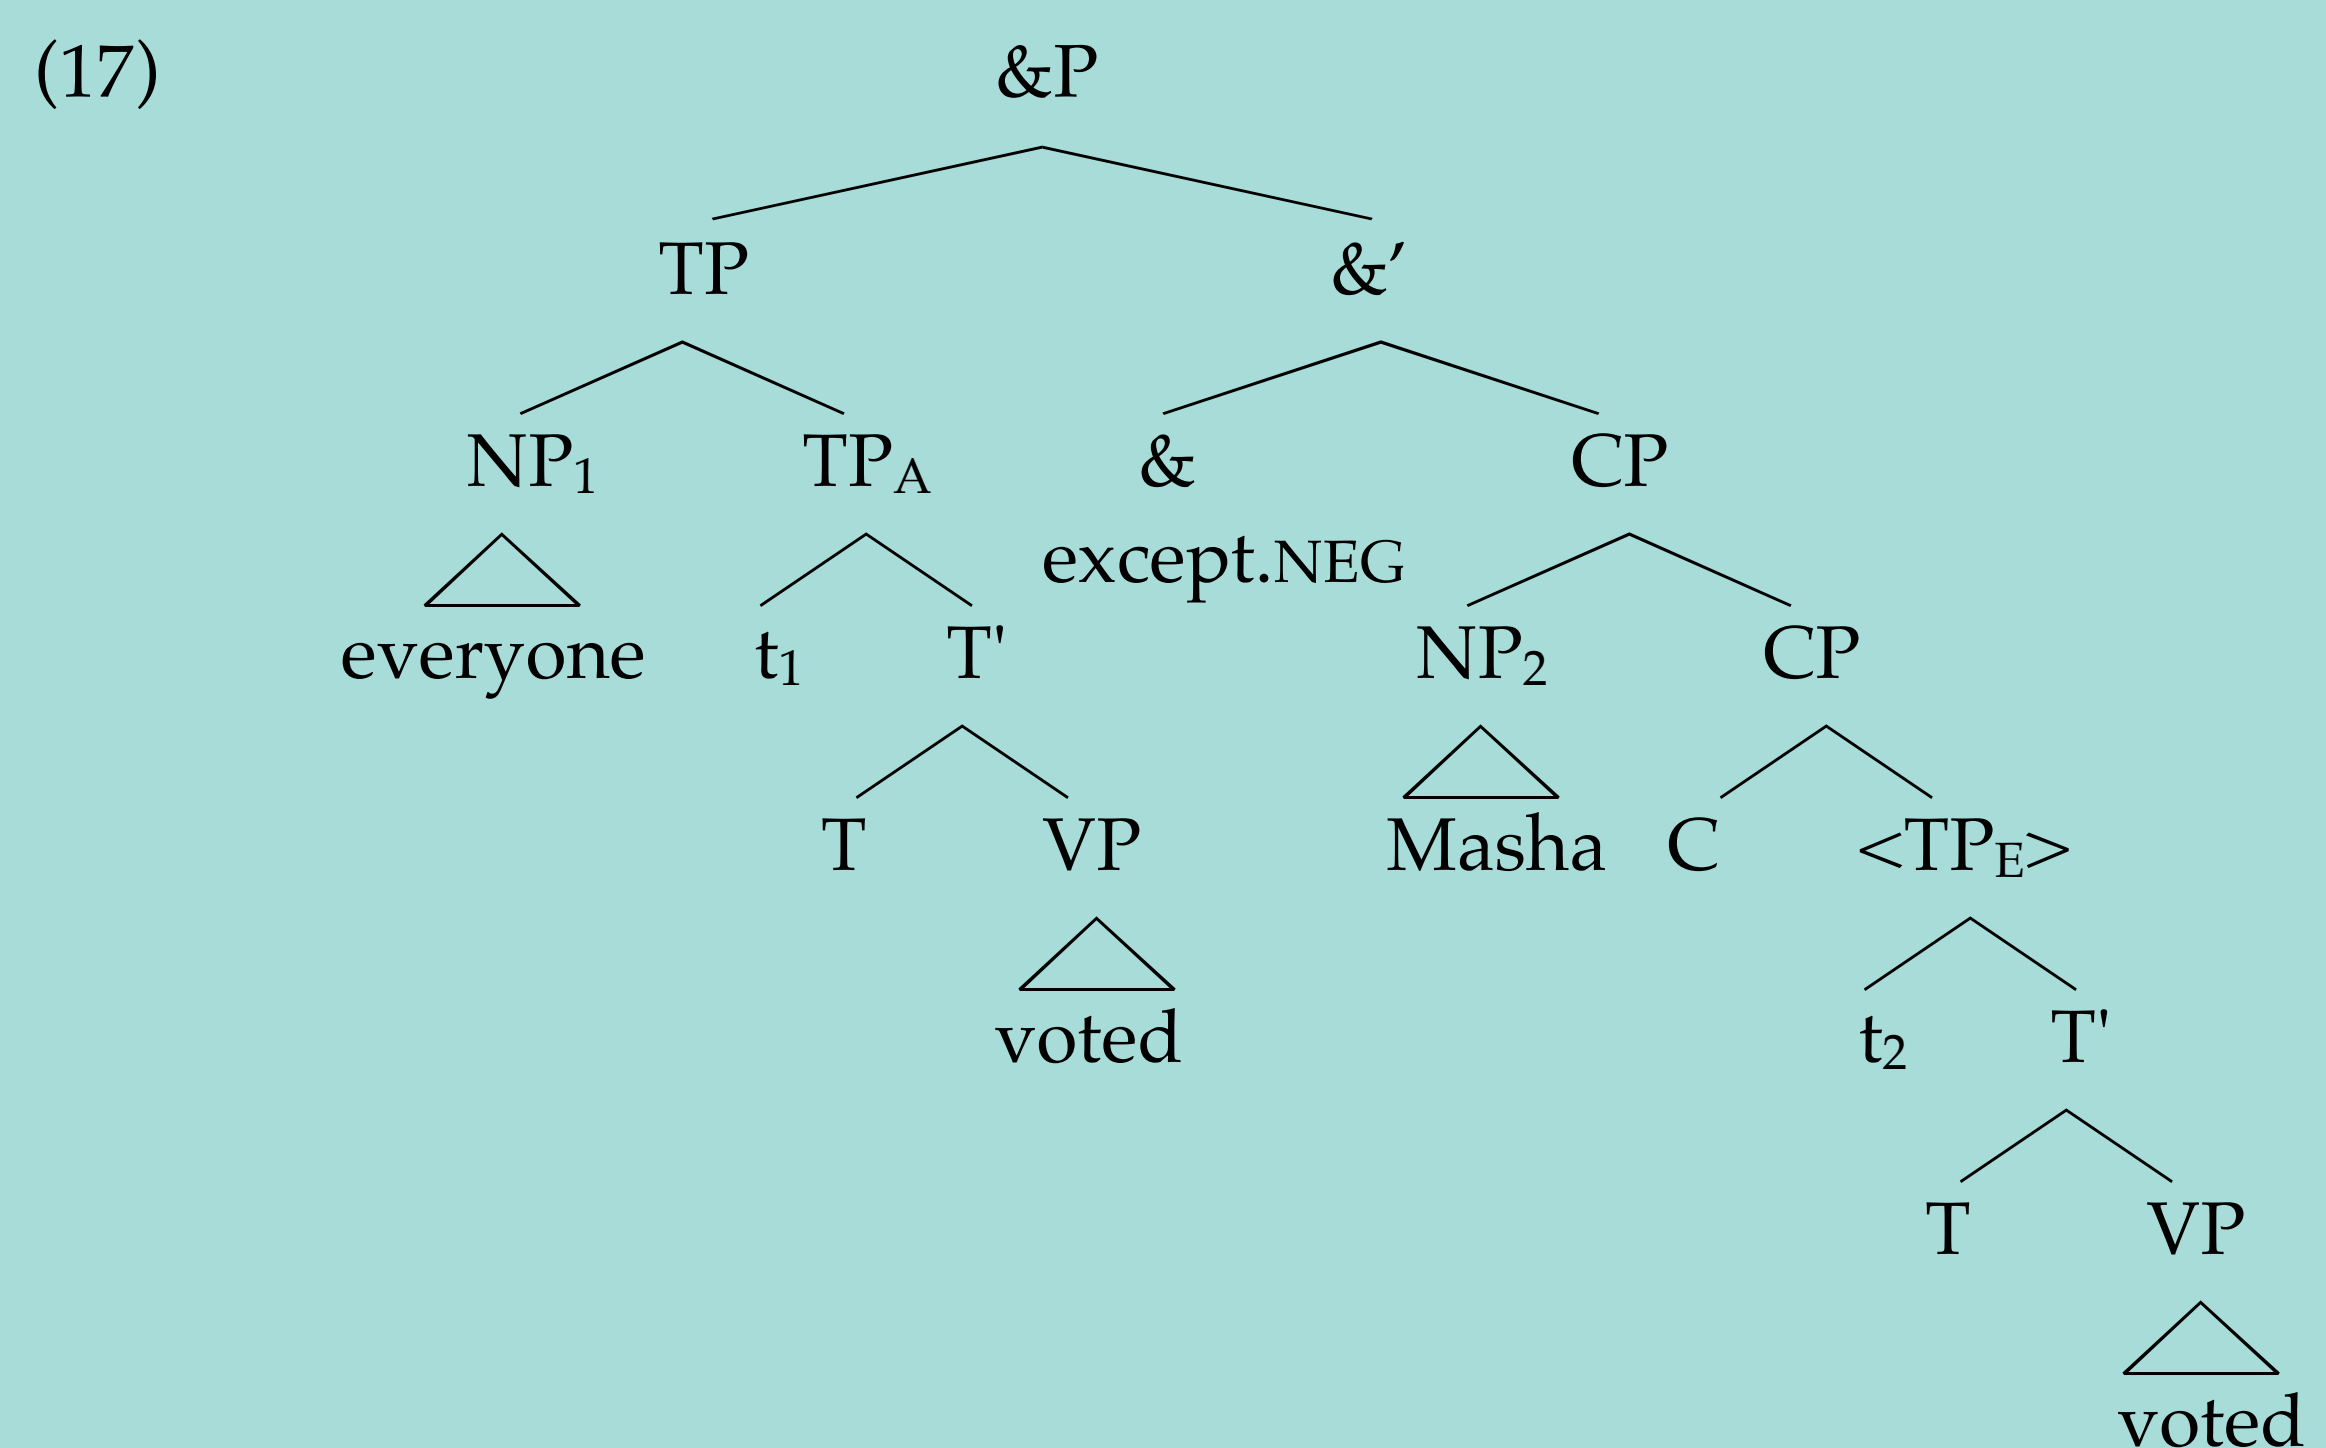 (17) &P
TP &’
NP1 TPA & CP
except.NEG
everyone t1 T' NP2 CP
T VP Masha C <TPE>
voted t2 T'
T VP
voted